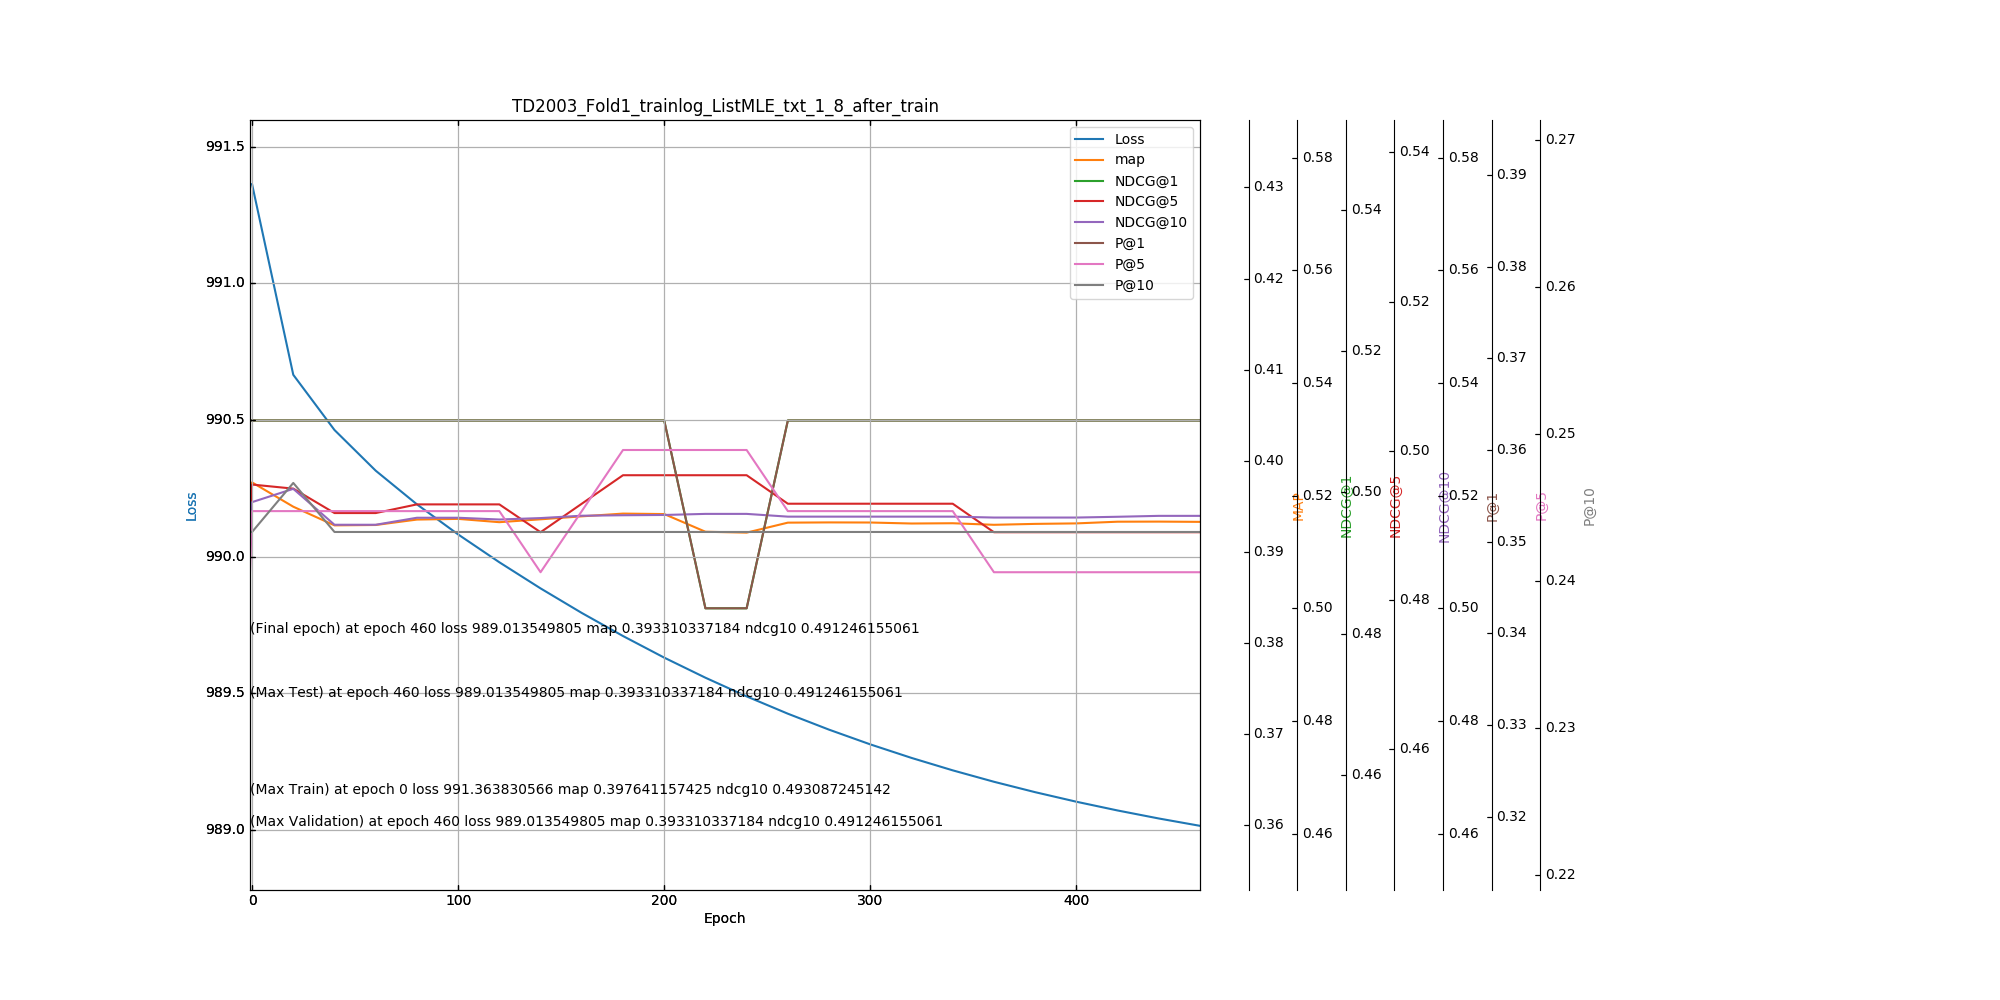 TD2003_Fold1_trainlog_ListMLE_txt_1_8_after_train
Loss
map
NDCG@1
NDCG@5
NDCG@10
P@1
P@5
P@10
991.5
991.0
990.5
990.0
989.5
989.0
Loss
(Final epoch) at epoch 460 loss 989.013549805 map 0.393310337184 ndcg10 0.491246155061
(Max Test) at epoch 460 loss 989.013549805 map 0.393310337184 ndcg10 0.491246155061
(Max Train) at epoch 0 loss 991.363830566 map 0.397641157425 ndcg10 0.493087245142
(Max Validation) at epoch 460 loss 989.013549805 map 0.393310337184 ndcg10 0.491246155061
0 100 200 300 400
Epoch
0.43
0.42
0.41
0.40
0.39
0.38
0.37
0.36
MAP
0.58
0.56
0.54
0.52
0.50
0.48
0.46
NDCG@1
0.54
0.52
0.50
0.48
0.46
NDCG@5
0.54
0.52
0.50
0.48
0.46
NDCG@10
0.58
0.56
0.54
0.52
0.50
0.48
0.46
P@1
0.39
0.38
0.37
0.36
0.35
0.34
0.33
0.32
P@5
0.27
0.26
0.25
0.24
0.23
0.22
P@10